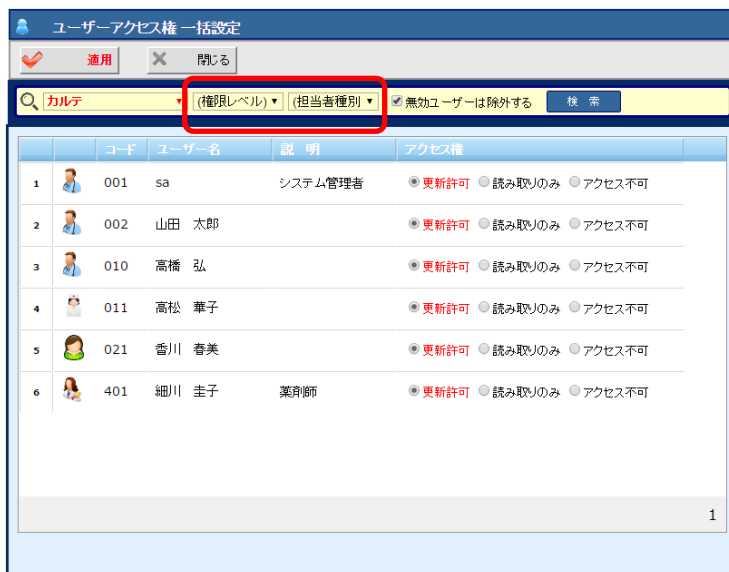 ユーザーアクセス権 一括設定
適用 閉じる
カルテ ▼ (権限レベル) ▼ (担当者種別 ▼ 無効ユーザーは除外する 検 索
コード ユーザー名 説 明 アクセス権
1 001 sa システム管理者 更新許可 読み取りのみ アクセス不可
2 002 山田 太郎 更新許可 読み取りのみ アクセス不可
3 010 高橋 弘 更新許可 読み取りのみ アクセス不可
4 011 高松 華子 更新許可 読み取りのみ アクセス不可
5 021 香川 春美 更新許可 読み取りのみ アクセス不可
6 401 細川 圭子 薬剤師 更新許可 読み取りのみ アクセス不可
1